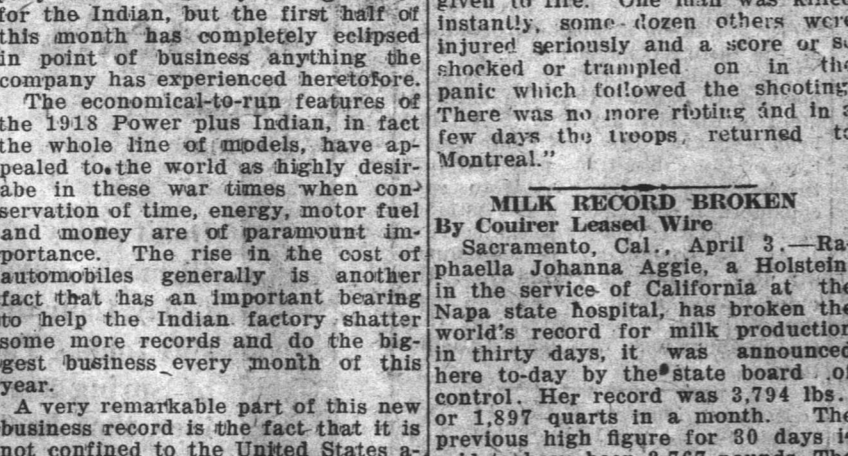 for the Indian, but the first half of
this month has completely eclipsed
in point of business anything the
company has experienced heretofore.
The economical-to-run features of
the 1918 Power plus Indian, in fact
the whole line of models, have ap-
pealed to the world as highly desir-
abe in these war times when con-
servation of time, energy, motor fuel
and money are of paramount im-
portance. The rise in the cost of
automobiles generally is another
fact that has an important bearing
to help the Indian factory shatter
some more records and do the big-
gest business every month of this
year.
A very remarkable part of this new
business record is the fact that it is
not confined to the United States a-
given to fire. One man was killed
instantly, some dozen others were
injured seriously and a score or so
shocked or trampled on in the
panic which followed the shooting.
There was no more rioting and in a
few days the troops, returned to
Montreal."
MILK RECORD BROKEN
By Couirer Leased Wire
Sacramento, Cal., April 3.—Ra-
phaella Johanna Aggie, a Holstein
in the service of California at the
Napa state hospital, has broken the
world's record for milk production
in thirty days, it was announced
here to-day by the state board of
control. Her record was 3,794 lbs.
or 1,897 quarts in a month. The
previous high figure for 30 days is